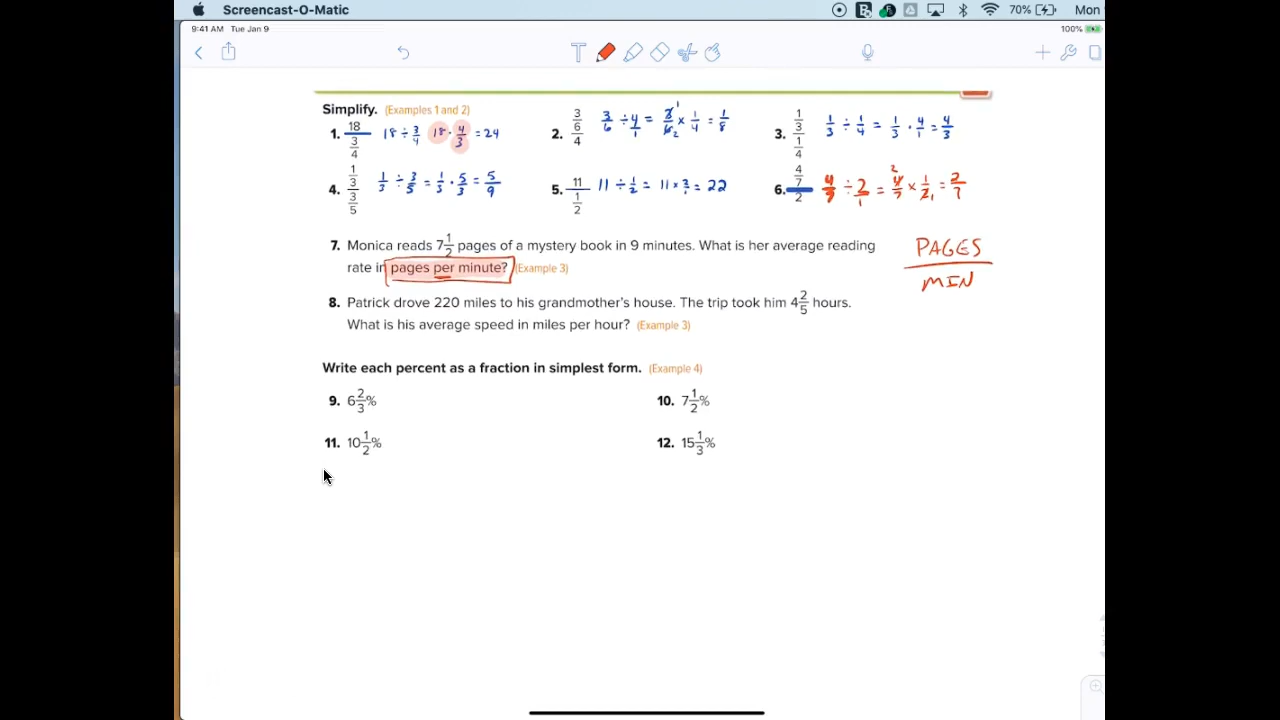 Screencast-O-Matic 70% Mon
9:41 AM Tue Jan 9 100%
Simplify. (Examples 1 and 2)
1. 18/(3/4) 18 ÷ 3/4 18 · 4/3 = 24
2. (3/6)/4 3/6 ÷ 4/1 = 3/6 × 1/4 = 1/8
3. (1/3)/(1/4) 1/3 ÷ 1/4 = 1/3 · 4/1 = 4/3
4. (1/3)/(3/5) 1/3 ÷ 3/5 = 1/3 · 5/3 = 5/9
5. 11/(1/2) 11 ÷ 1/2 = 11 × 2/1 = 22
6. (4/7)/2 4/7 ÷ 2/1 = 4/7 × 1/2 = 2/7
7. Monica reads 7 1/2 pages of a mystery book in 9 minutes. What is her average reading
rate in pages per minute? (Example 3)
PAGES
MIN
8. Patrick drove 220 miles to his grandmother's house. The trip took him 4 2/5 hours.
What is his average speed in miles per hour? (Example 3)
Write each percent as a fraction in simplest form. (Example 4)
9. 6 2/3%
10. 7 1/2%
11. 10 1/2%
12. 15 1/3%